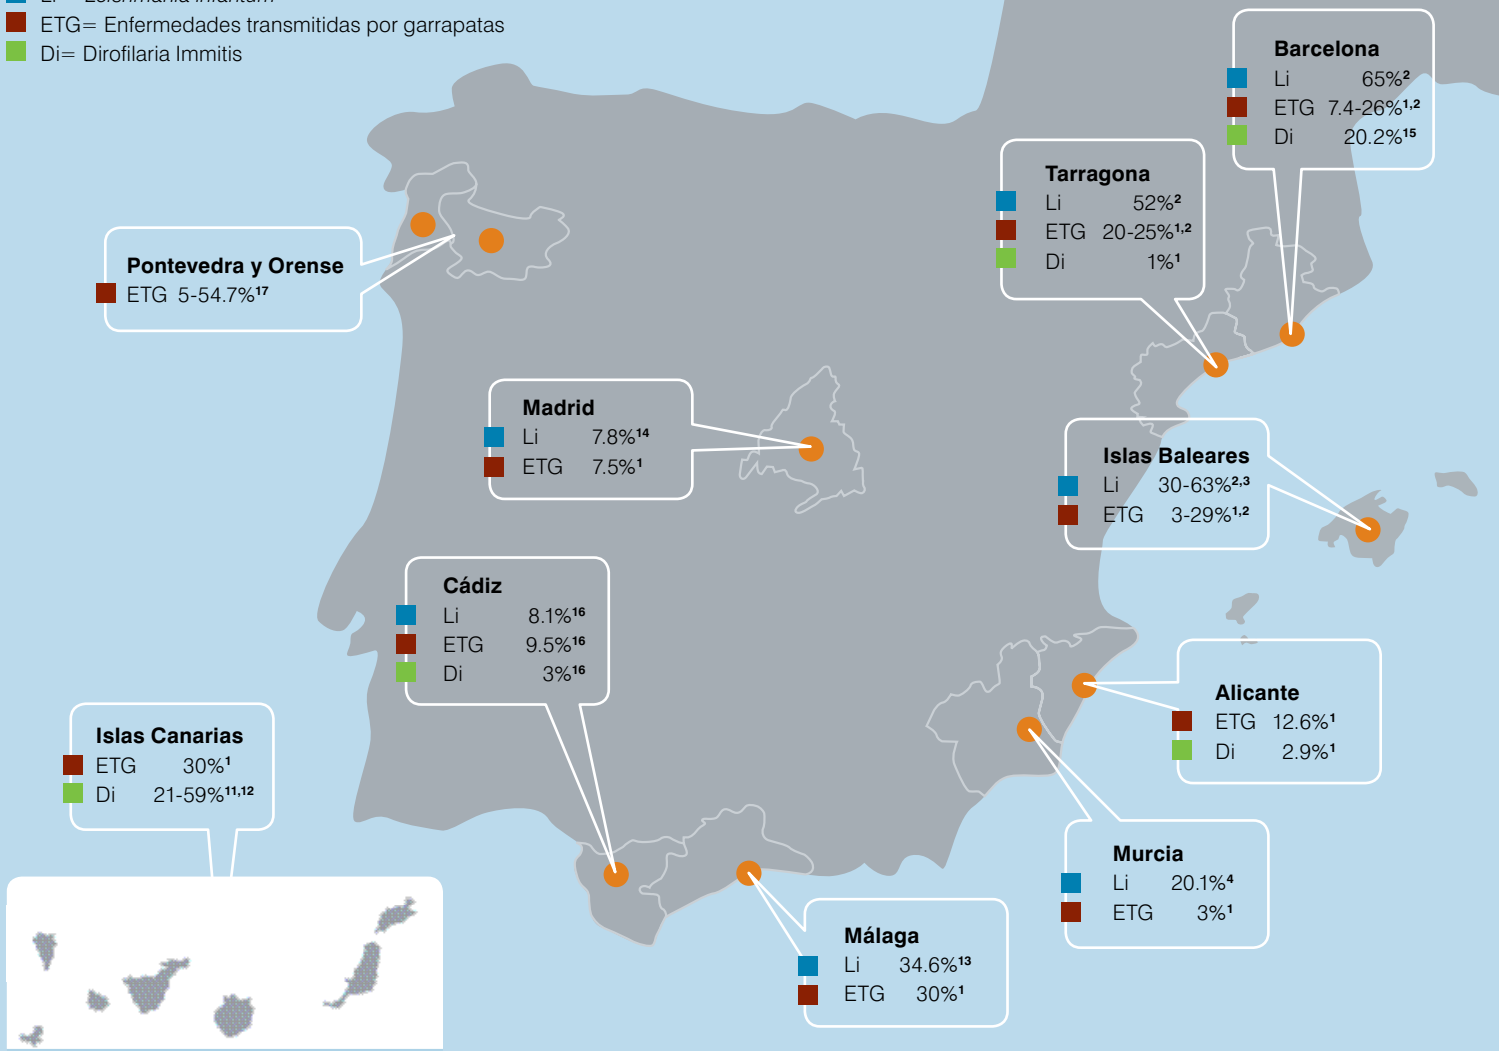 Li = Leishmania infantum
ETG= Enfermedades transmitidas por garrapatas
Di= Dirofilaria Immitis
Barcelona
Li 65%²
ETG 7.4-26%¹,²
Di 20.2%¹⁵
Tarragona
Li 52%²
ETG 20-25%¹,²
Di 1%¹
Pontevedra y Orense
ETG 5-54.7%¹⁷
Madrid
Li 7.8%¹⁴
ETG 7.5%¹
Islas Baleares
Li 30-63%²,³
ETG 3-29%¹,²
Cádiz
Li 8.1%¹⁶
ETG 9.5%¹⁶
Di 3%¹⁶
Alicante
ETG 12.6%¹
Di 2.9%¹
Islas Canarias
ETG 30%¹
Di 21-59%¹¹,¹²
Murcia
Li 20.1%⁴
ETG 3%¹
Málaga
Li 34.6%¹³
ETG 30%¹